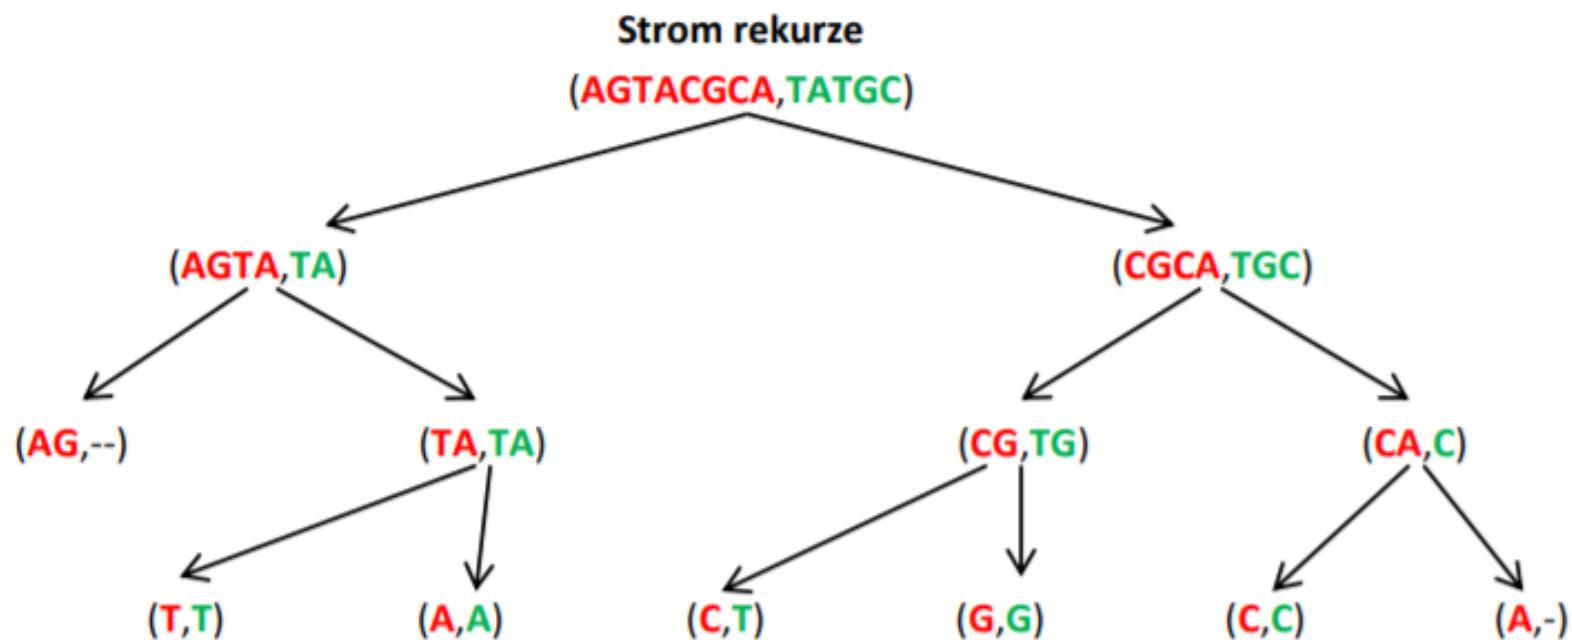 Strom rekurze
(AGTACGCA,TATGC)
(AGTA,TA) (CGCA,TGC)
(AG,--) (TA,TA) (CG,TG) (CA,C)
(T,T) (A,A) (C,T) (G,G) (C,C) (A,-)